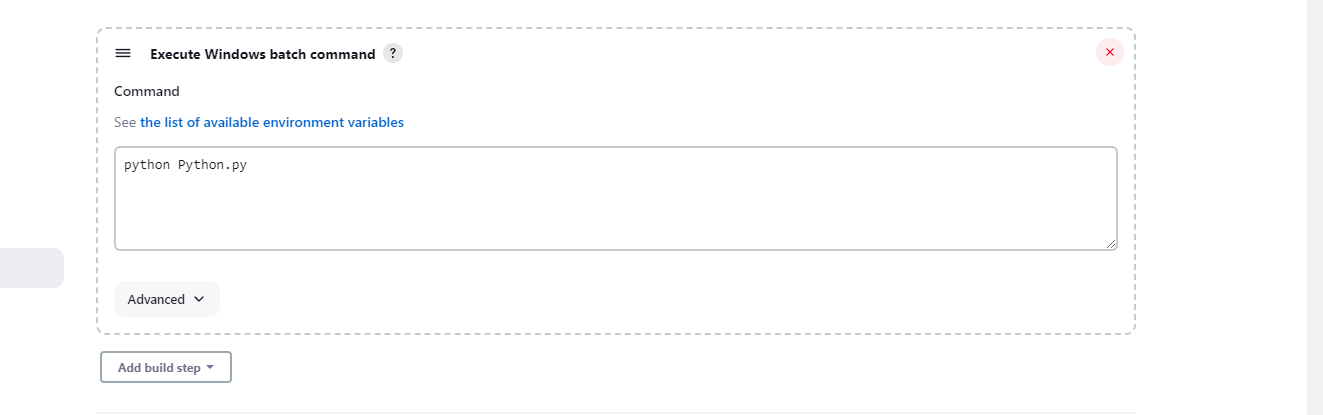 Execute Windows batch command ?
Command
See the list of available environment variables
python Python.py
Advanced
Add build step